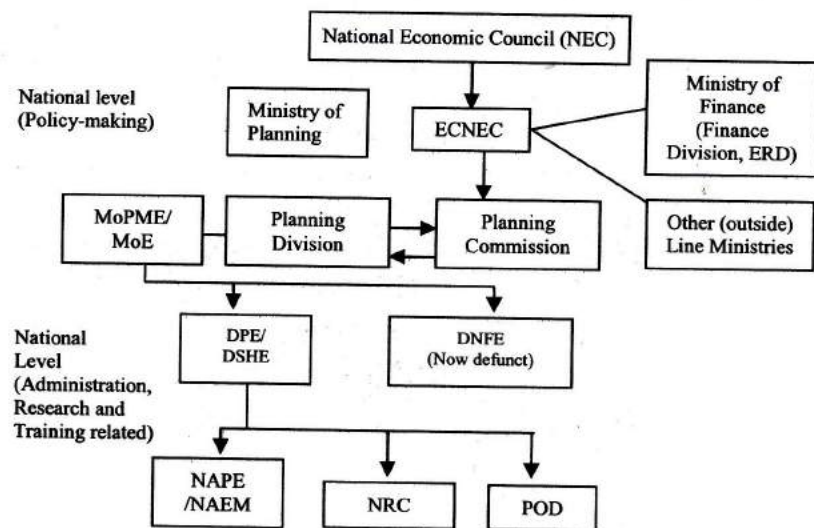 National Economic Council (NEC)
National level
(Policy-making)
Ministry of
Planning
ECNEC
Ministry of
Finance
(Finance
Division, ERD)
MoPME/
MoE
Planning
Division
Planning
Commission
Other (outside)
Line Ministries
National
Level
(Administration,
Research and
Training related)
DPE/
DSHE
DNFE
(Now defunct)
NAPE
/NAEM
NRC
POD